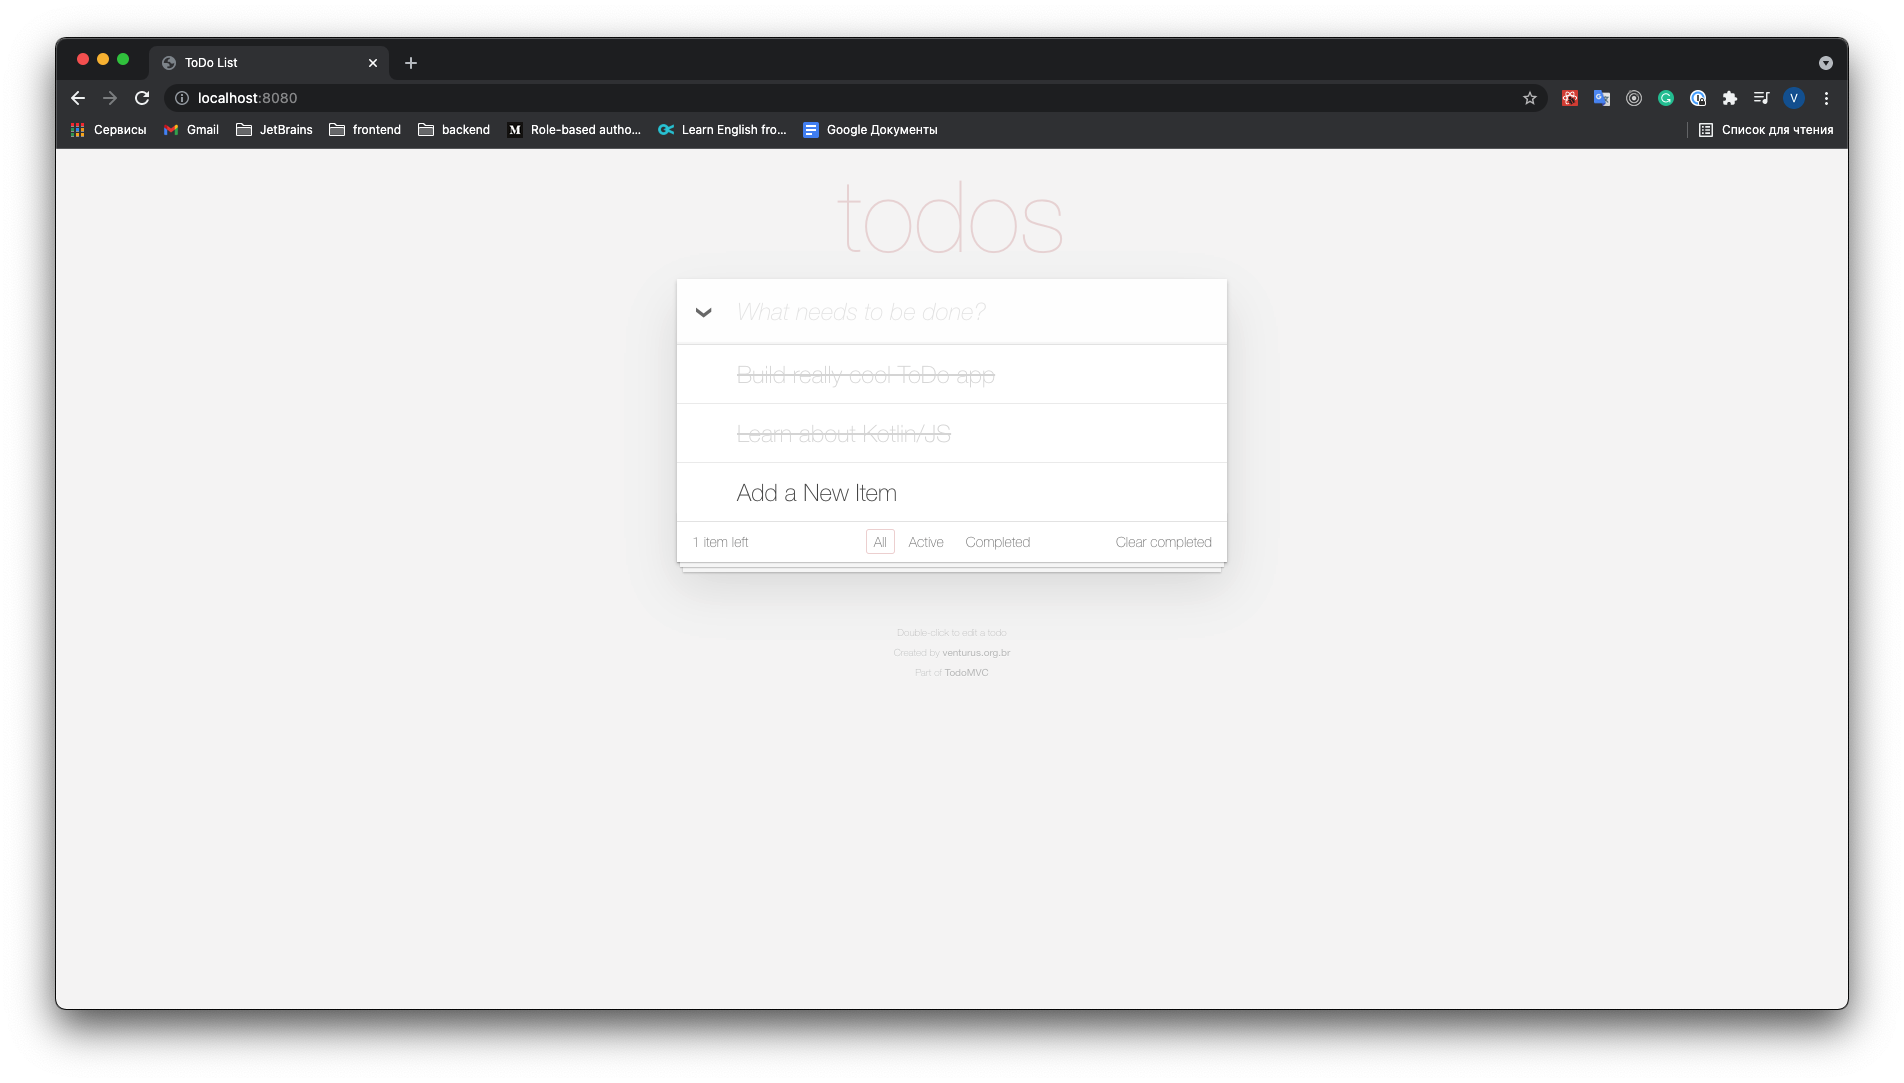 ToDo List
localhost:8080
V
Сервисы Gmail JetBrains frontend backend Role-based autho... Learn English fro... Google Документы Список для чтения
todos
What needs to be done?
Build really cool ToDo app
Learn about Kotlin/JS
Add a New Item
1 item left All Active Completed Clear completed
Double-click to edit a todo
Created by venturus.org.br
Part of TodoMVC